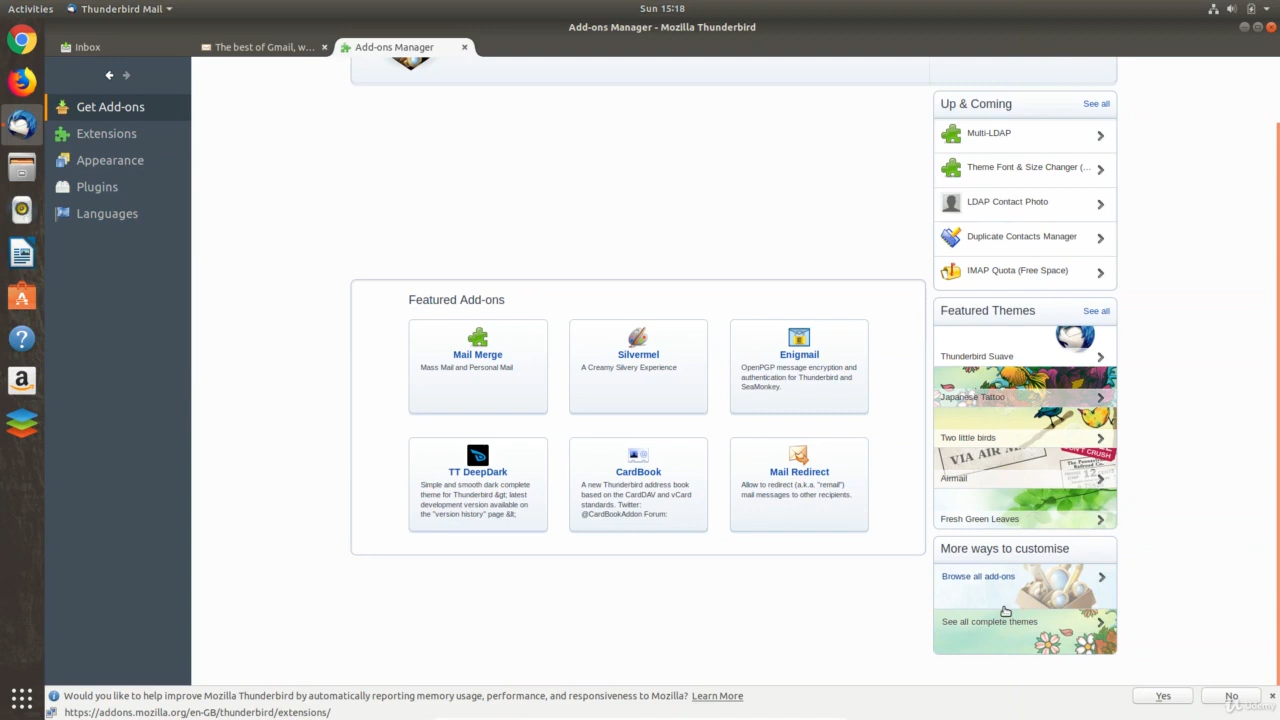 Activities
Thunderbird Mail
Sun 15:18
Add-ons Manager - Mozilla Thunderbird
Inbox
The best of Gmail, w...
Add-ons Manager
Get Add-ons
Extensions
Appearance
Plugins
Languages
Up & Coming
See all
Multi-LDAP
Theme Font & Size Changer (...
LDAP Contact Photo
Duplicate Contacts Manager
IMAP Quota (Free Space)
Featured Add-ons
Mail Merge
Mass Mail and Personal Mail
Silvermel
A Creamy Silvery Experience
Enigmail
OpenPGP message encryption and
authentication for Thunderbird and
SeaMonkey.
TT DeepDark
Simple and smooth dark complete
theme for Thunderbird &gt; latest
development version available on
the "version history" page &lt;
CardBook
A new Thunderbird address book
based on the CardDAV and vCard
standards. Twitter:
@CardBookAddon Forum:
Mail Redirect
Allow to redirect (a.k.a. "remail")
mail messages to other recipients.
Featured Themes
See all
Thunderbird Suave
Japanese Tattoo
Two little birds
VIA AIR
CRUSH
Airmail
Fresh Green Leaves
More ways to customise
Browse all add-ons
See all complete themes
Would you like to help improve Mozilla Thunderbird by automatically reporting memory usage, performance, and responsiveness to Mozilla? Learn More
Yes
No
https://addons.mozilla.org/en-GB/thunderbird/extensions/
Udemy